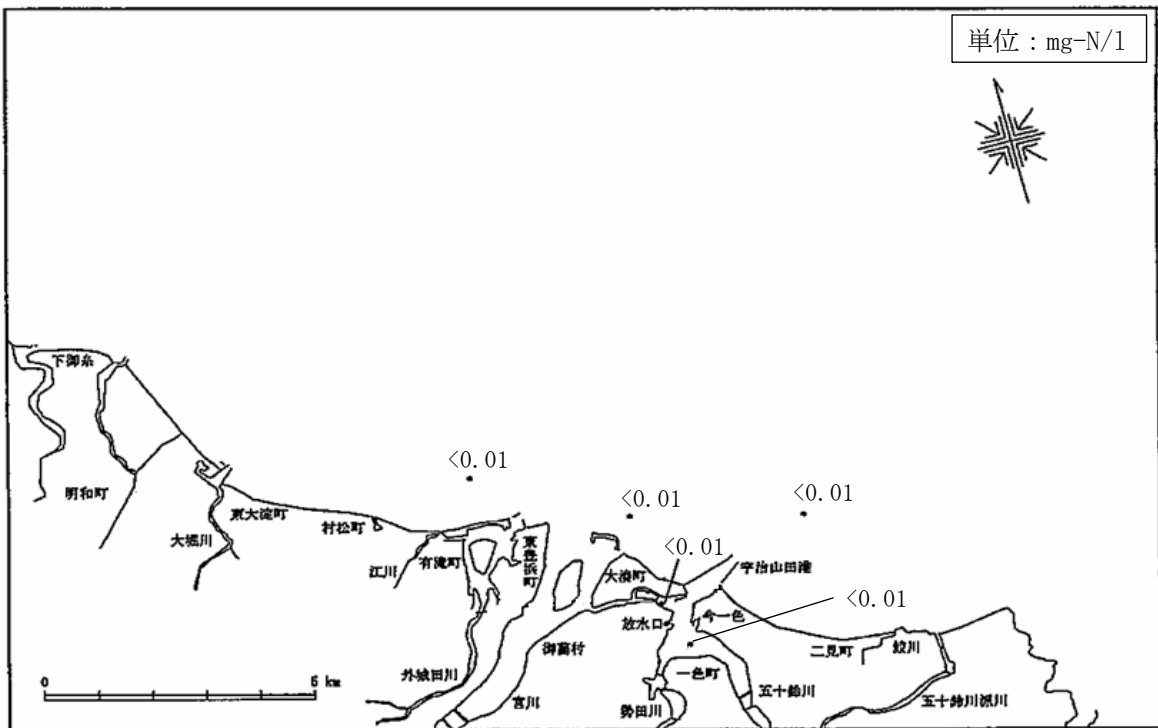 単位：mg-N/l
下御糸
<0.01
明和町
<0.01
<0.01
東大淀町
村松町
大堀川
江川
有滝町
東豊浜町
大湊町
<0.01
宇治山田港
<0.01
放水口
今一色
御薗村
二見町
鮫川
外城田川
宮川
一色町
勢田川
五十鈴川
五十鈴川派川
0
5 km